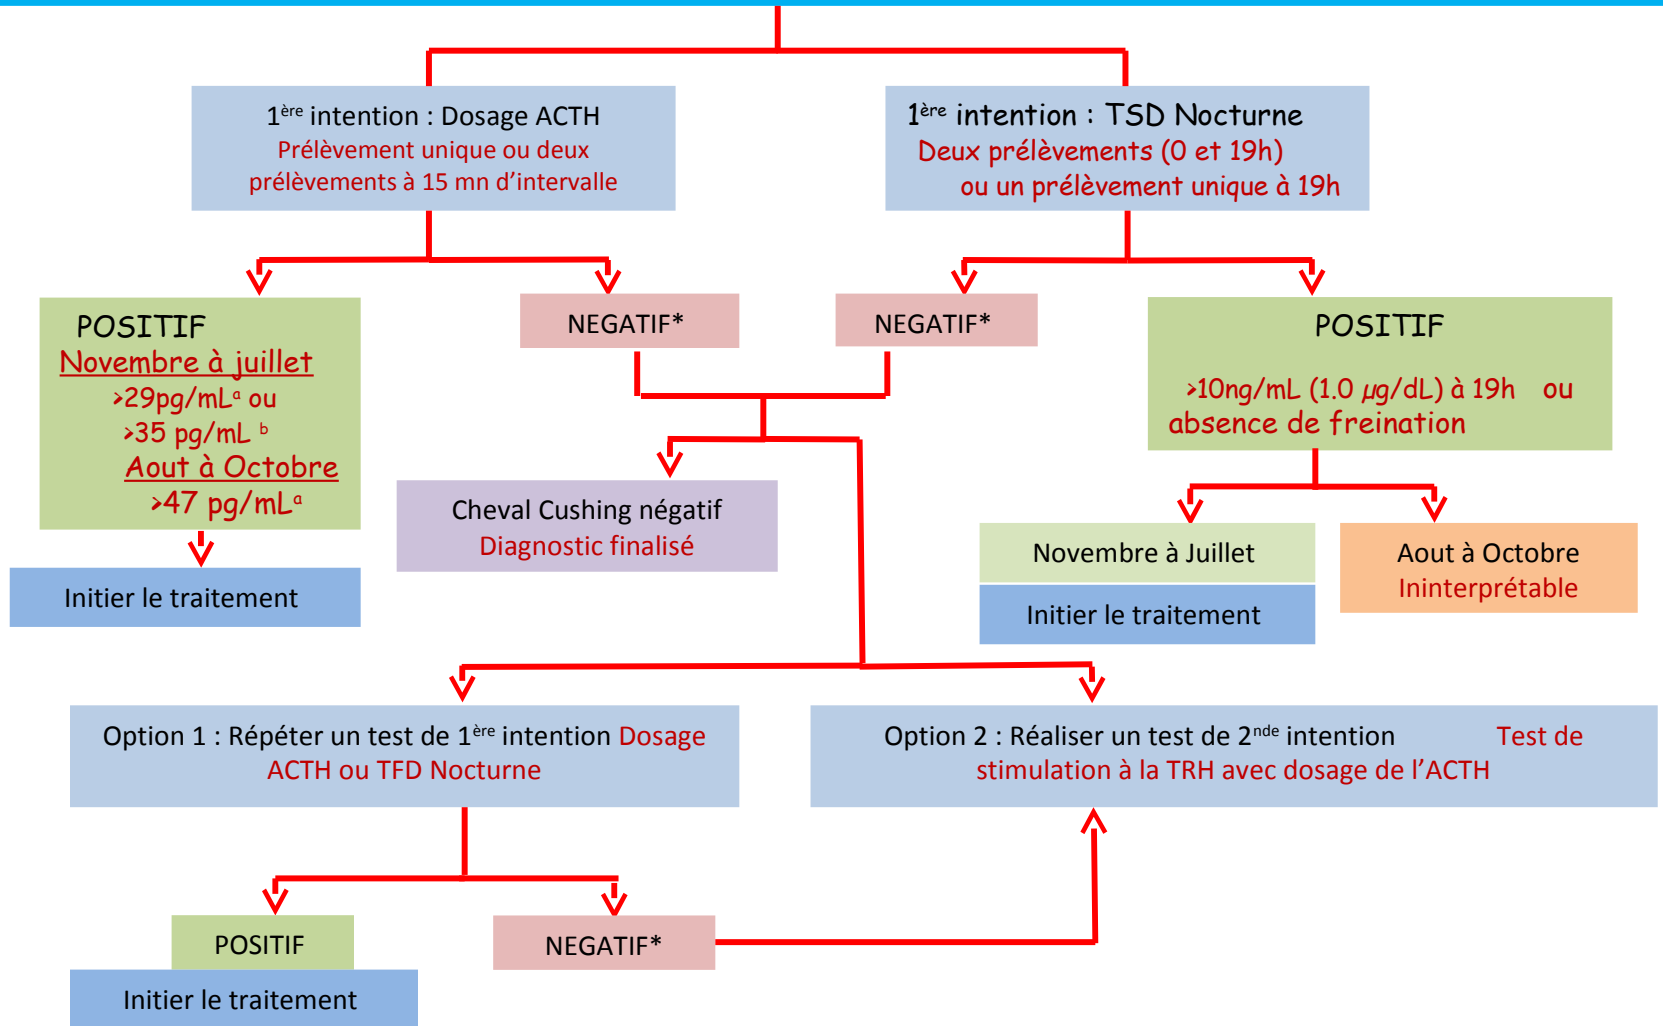 1ère intention : Dosage ACTH
Prélèvement unique ou deux
prélèvements à 15 mn d’intervalle
1ère intention : TSD Nocturne
Deux prélèvements (0 et 19h)
ou un prélèvement unique à 19h
POSITIF
Novembre à juillet
>29pg/mLa ou
>35 pg/mL b
Aout à Octobre
>47 pg/mLa
NEGATIF*
NEGATIF*
POSITIF
>10ng/mL (1.0 µg/dL) à 19h ou
absence de freination
Cheval Cushing négatif
Diagnostic finalisé
Initier le traitement
Novembre à Juillet
Initier le traitement
Aout à Octobre
Ininterprétable
Option 1 : Répéter un test de 1ère intention Dosage
ACTH ou TFD Nocturne
Option 2 : Réaliser un test de 2nde intention Test de
stimulation à la TRH avec dosage de l’ACTH
POSITIF
Initier le traitement
NEGATIF*